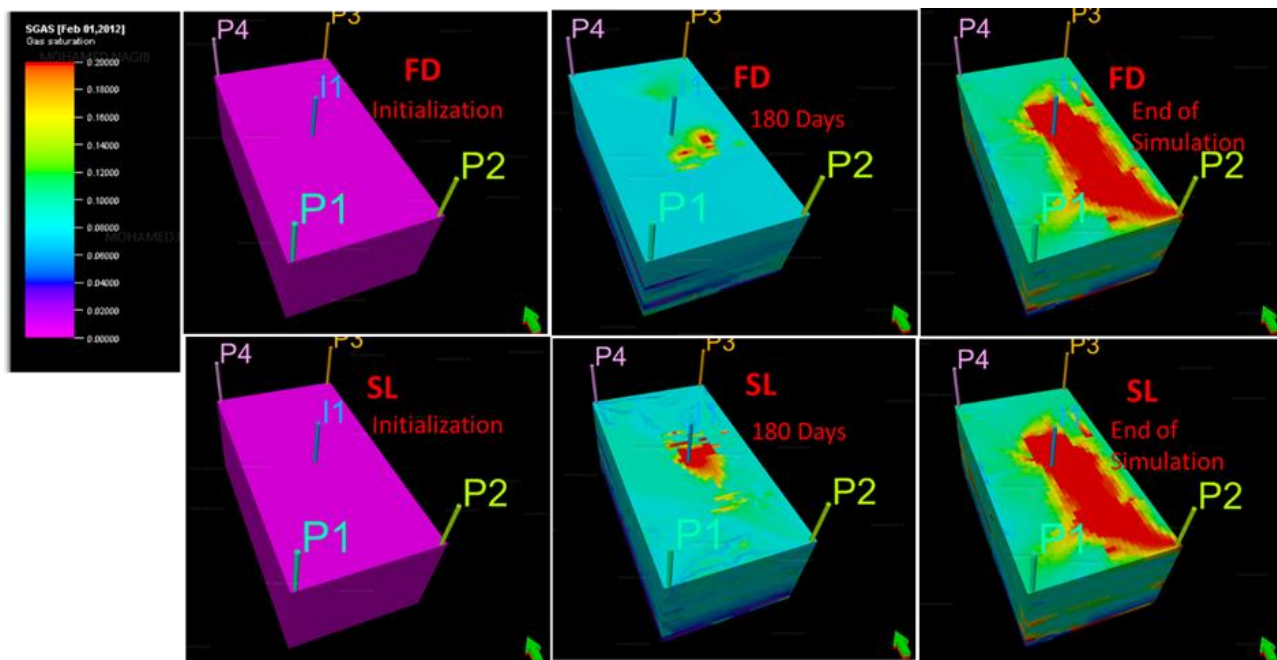 SGAS [Feb 01,2012]
Gas saturation
MOHAMED.NAGIB
0.20000
0.18000
0.16000
0.14000
0.12000
0.10000
0.08000
0.06000
0.04000
0.02000
0.00000
P4
P3
FD
I1
Initialization
P2
P1
P4
P3
FD
180 Days
P2
P1
P4
P3
FD
End of
Simulation
P2
P1
P4
P3
SL
I1
Initialization
P2
P1
P4
P3
SL
180 Days
P2
P1
P4
P3
SL
End of
Simulation
P2
P1